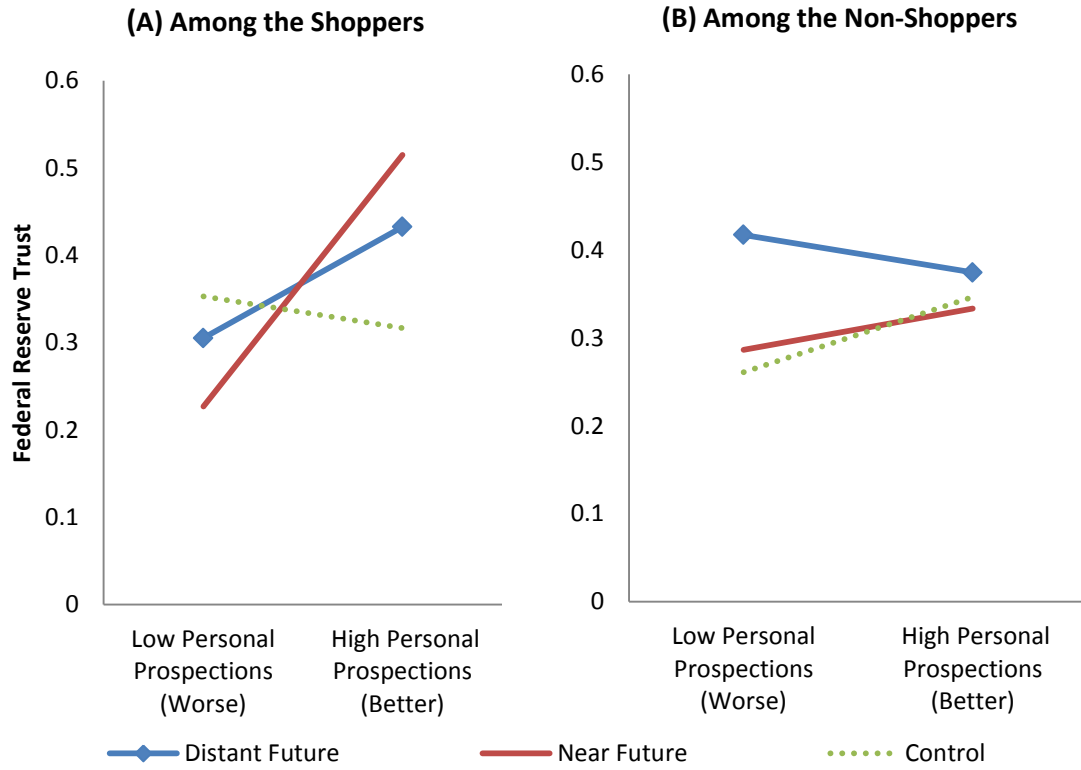 (A) Among the Shoppers
(B) Among the Non-Shoppers
Federal Reserve Trust
0.6
0.5
0.4
0.3
0.2
0.1
0
Low Personal
Prospections
(Worse)
High Personal
Prospections
(Better)
0.6
0.5
0.4
0.3
0.2
0.1
0
Low Personal
Prospections
(Worse)
High Personal
Prospections
(Better)
Distant Future
Near Future
Control